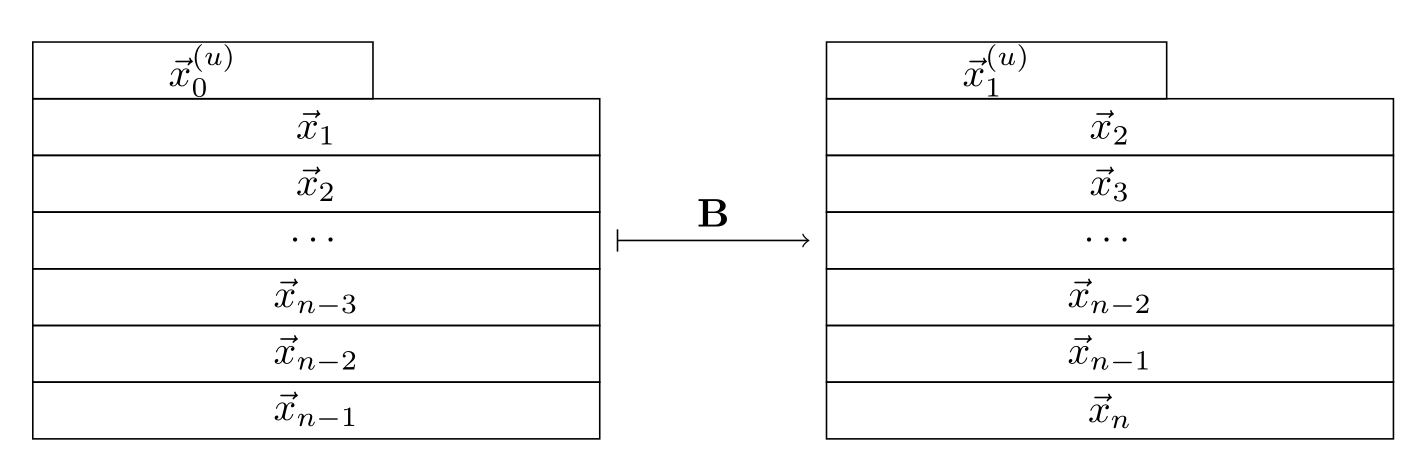 $\vec{x}_0^{(u)}$
$\vec{x}_1$
$\vec{x}_2$
$\cdots$
$\vec{x}_{n-3}$
$\vec{x}_{n-2}$
$\vec{x}_{n-1}$
$\mathbf{B}$
$\vec{x}_1^{(u)}$
$\vec{x}_2$
$\vec{x}_3$
$\cdots$
$\vec{x}_{n-2}$
$\vec{x}_{n-1}$
$\vec{x}_n$